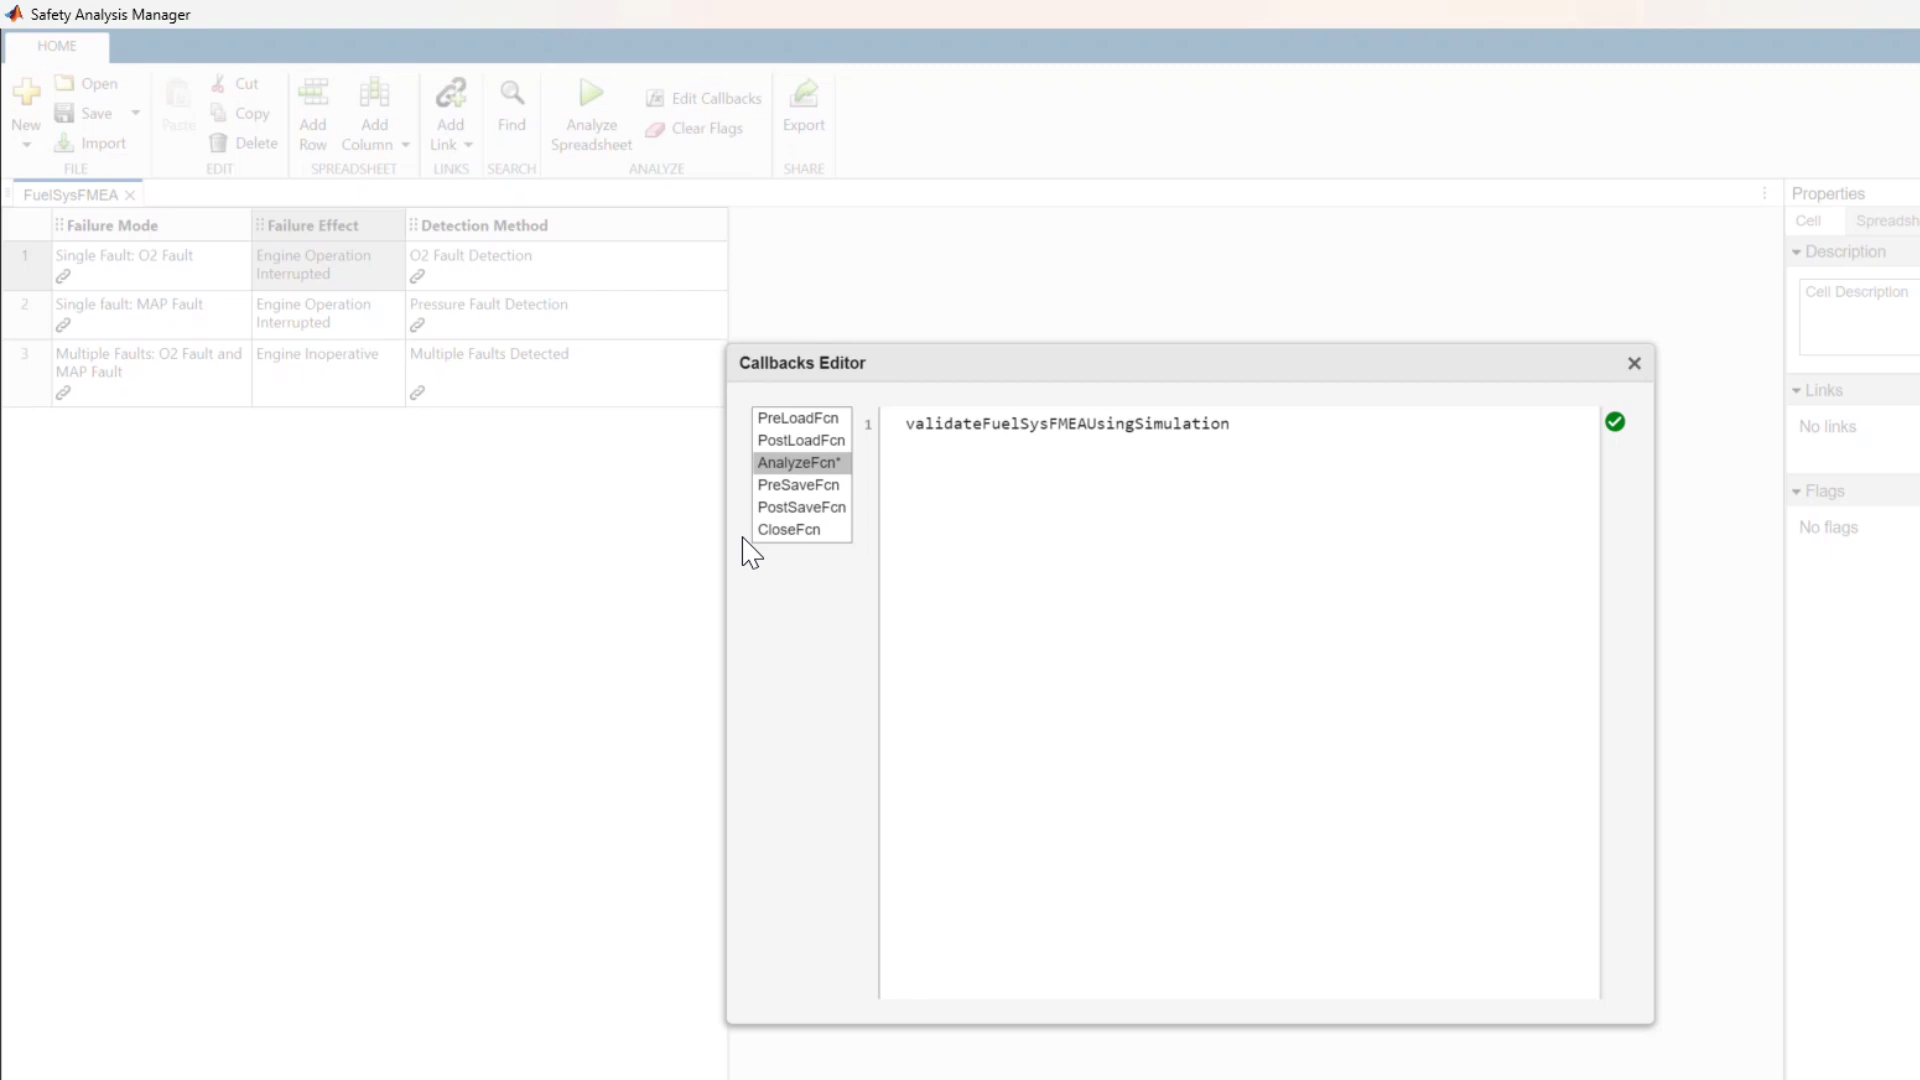 Safety Analysis Manager
HOME
New
Open
Save
Import
FILE
Paste
Cut
Copy
Delete
EDIT
Add
Row
Add
Column
SPREADSHEET
Add
Link
LINKS
Find
SEARCH
Analyze
Spreadsheet
Edit Callbacks
Clear Flags
ANALYZE
Export
SHARE
FuelSysFMEA
Failure Mode
Failure Effect
Detection Method
1
Single Fault: O2 Fault
Engine Operation
Interrupted
O2 Fault Detection
2
Single fault: MAP Fault
Engine Operation
Interrupted
Pressure Fault Detection
3
Multiple Faults: O2 Fault and
MAP Fault
Engine Inoperative
Multiple Faults Detected
Callbacks Editor
PreLoadFcn
PostLoadFcn
AnalyzeFcn*
PreSaveFcn
PostSaveFcn
CloseFcn
1
validateFuelSysFMEAUsingSimulation
Properties
Cell
Spreadsh
Description
Cell Description
Links
No links
Flags
No flags